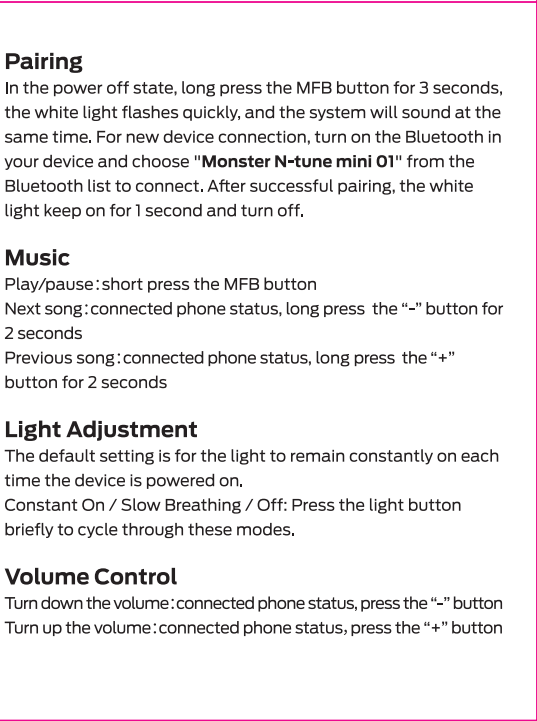 Pairing
In the power off state, long press the MFB button for 3 seconds,
the white light flashes quickly, and the system will sound at the
same time. For new device connection, turn on the Bluetooth in
your device and choose "Monster N-tune mini 01" from the
Bluetooth list to connect. After successful pairing, the white
light keep on for 1 second and turn off.
Music
Play/pause:short press the MFB button
Next song:connected phone status, long press the “-” button for
2 seconds
Previous song:connected phone status, long press the “+”
button for 2 seconds
Light Adjustment
The default setting is for the light to remain constantly on each
time the device is powered on.
Constant On / Slow Breathing / Off: Press the light button
briefly to cycle through these modes.
Volume Control
Turn down the volume:connected phone status, press the “-” button
Turn up the volume:connected phone status, press the “+” button